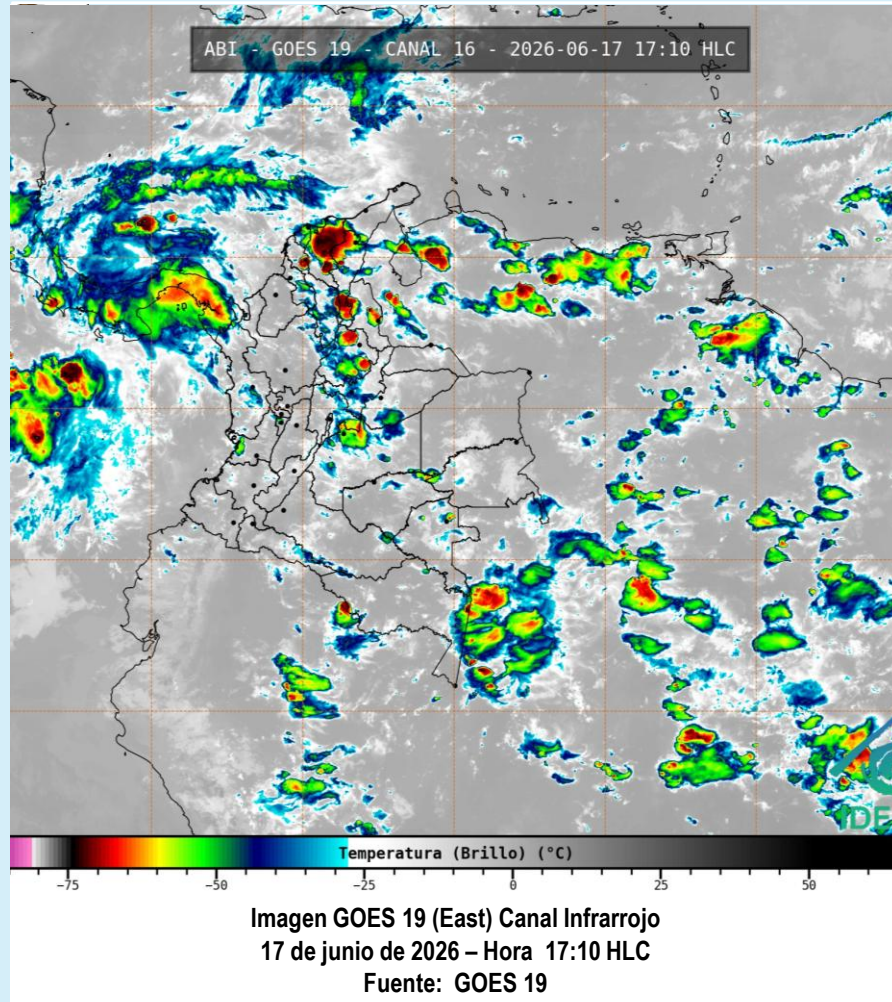 ABI - GOES 19 - CANAL 16 - 2026-06-17 17:10 HLC
IDE
Temperatura (Brillo) (°C)
−75 −50 −25 0 25 50
Imagen GOES 19 (East) Canal Infrarrojo
17 de junio de 2026 – Hora 17:10 HLC
Fuente: GOES 19